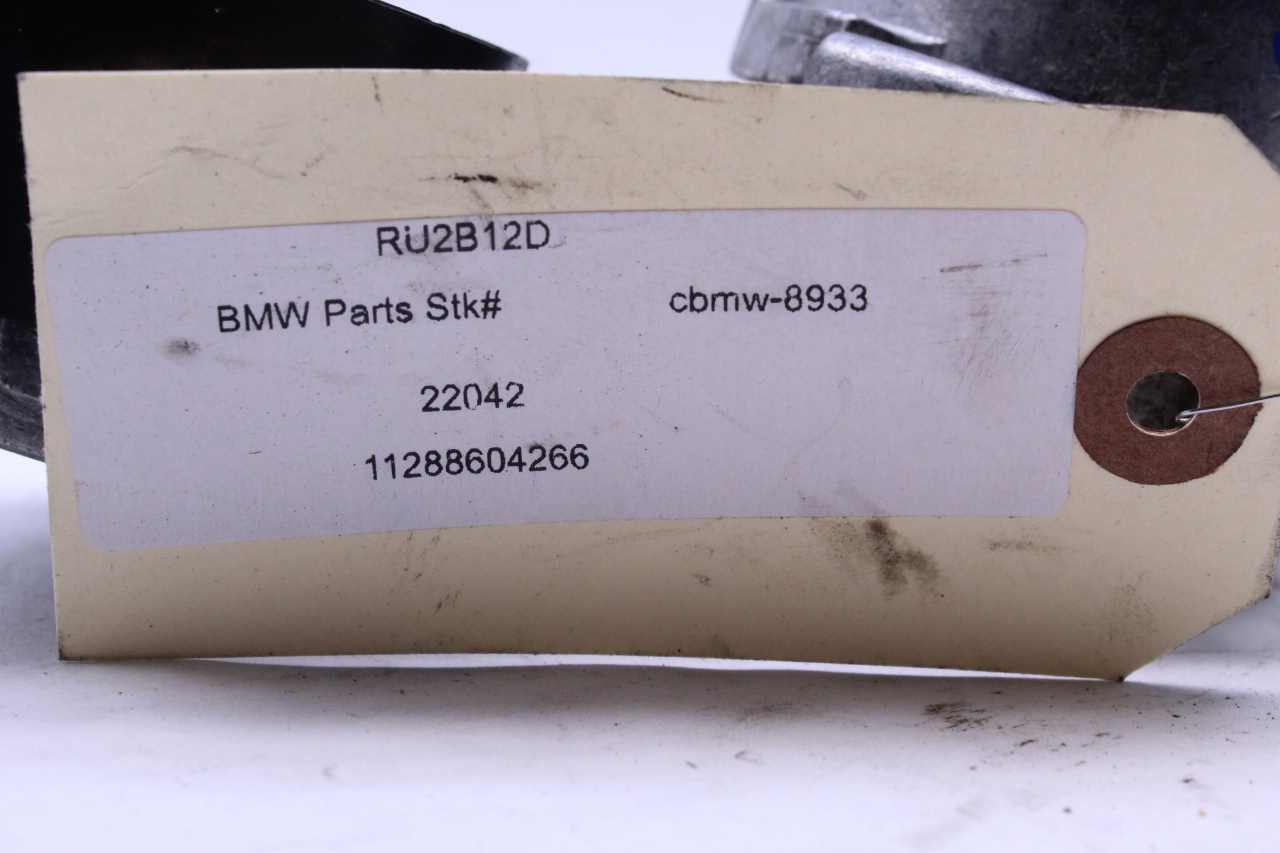 RU2B12D
BMW Parts Stk# cbmw-8933
22042
11288604266